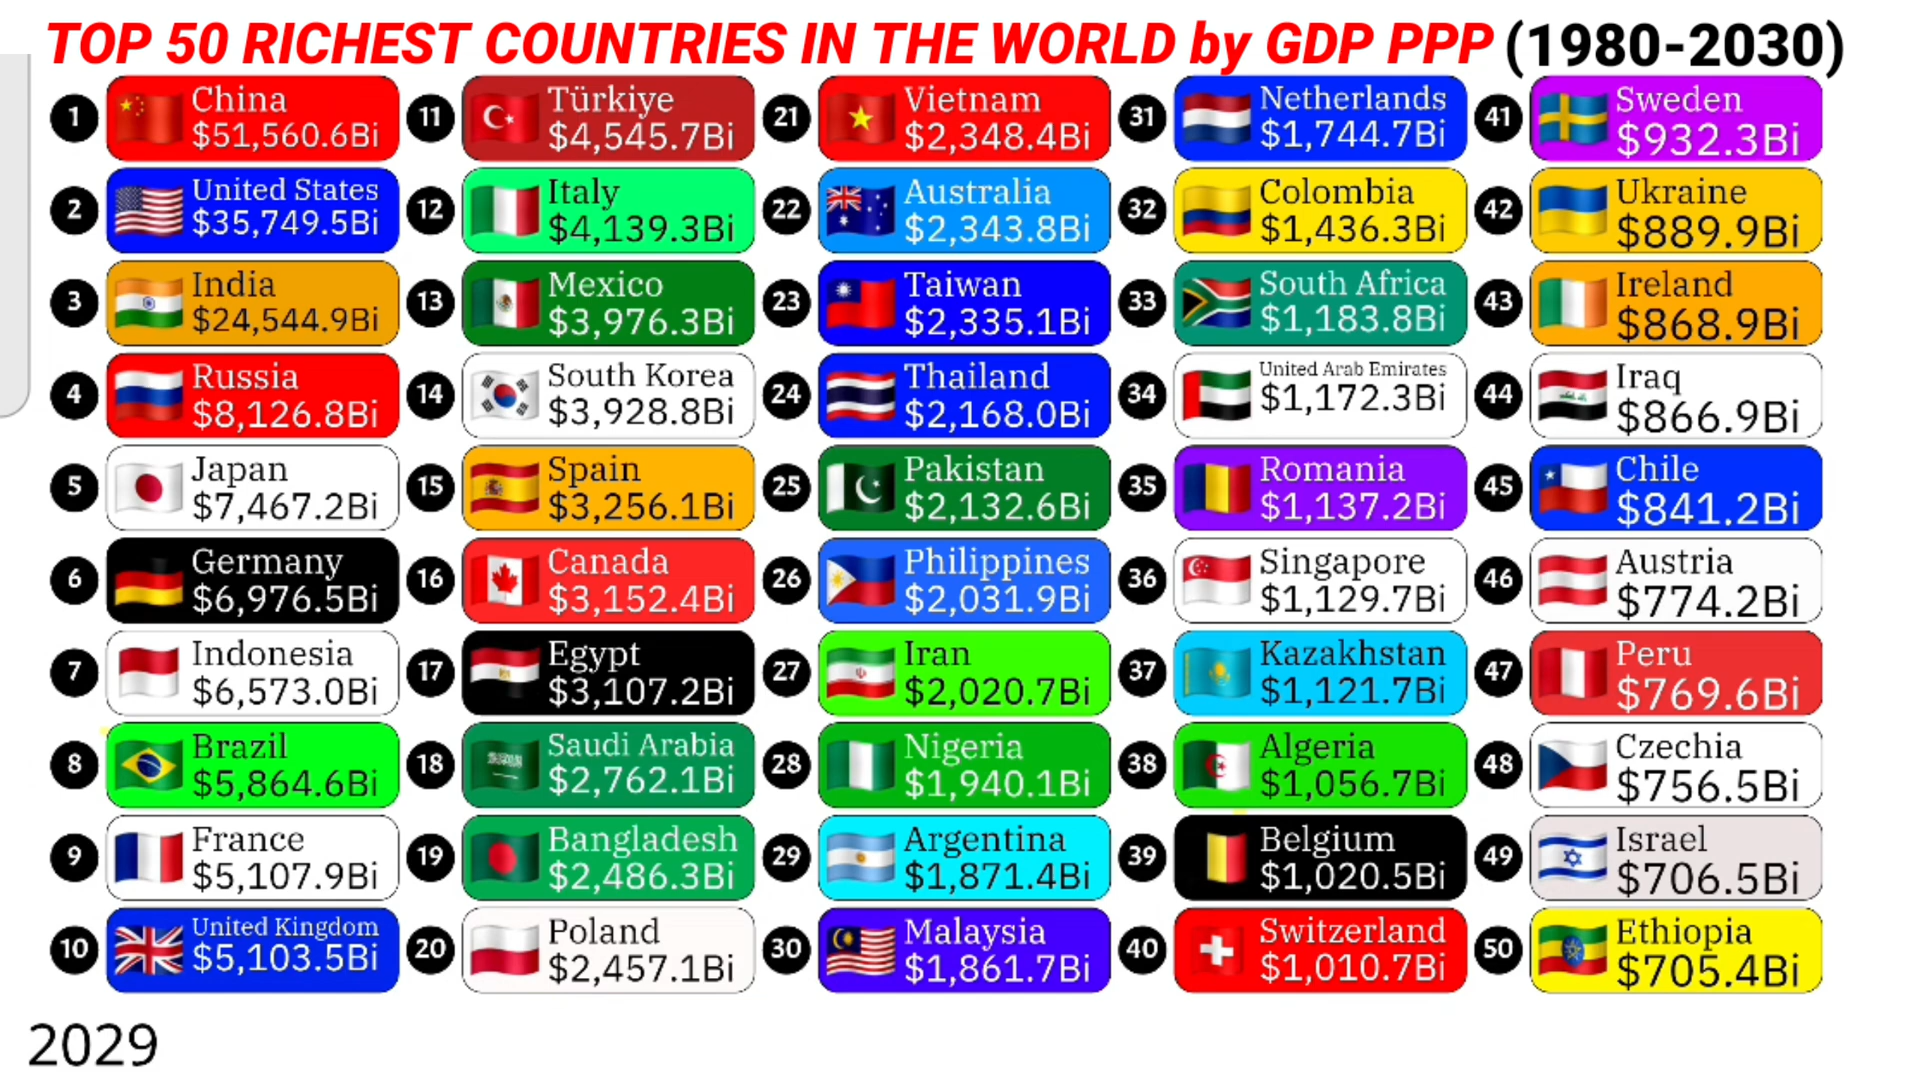 TOP 50 RICHEST COUNTRIES IN THE WORLD by GDP PPP (1980-2030)
1
China
$51,560.6Bi
2
United States
$35,749.5Bi
3
India
$24,544.9Bi
4
Russia
$8,126.8Bi
5
Japan
$7,467.2Bi
6
Germany
$6,976.5Bi
7
Indonesia
$6,573.0Bi
8
Brazil
$5,864.6Bi
9
France
$5,107.9Bi
10
United Kingdom
$5,103.5Bi
11
Türkiye
$4,545.7Bi
12
Italy
$4,139.3Bi
13
Mexico
$3,976.3Bi
14
South Korea
$3,928.8Bi
15
Spain
$3,256.1Bi
16
Canada
$3,152.4Bi
17
Egypt
$3,107.2Bi
18
Saudi Arabia
$2,762.1Bi
19
Bangladesh
$2,486.3Bi
20
Poland
$2,457.1Bi
21
Vietnam
$2,348.4Bi
22
Australia
$2,343.8Bi
23
Taiwan
$2,335.1Bi
24
Thailand
$2,168.0Bi
25
Pakistan
$2,132.6Bi
26
Philippines
$2,031.9Bi
27
Iran
$2,020.7Bi
28
Nigeria
$1,940.1Bi
29
Argentina
$1,871.4Bi
30
Malaysia
$1,861.7Bi
31
Netherlands
$1,744.7Bi
32
Colombia
$1,436.3Bi
33
South Africa
$1,183.8Bi
34
United Arab Emirates
$1,172.3Bi
35
Romania
$1,137.2Bi
36
Singapore
$1,129.7Bi
37
Kazakhstan
$1,121.7Bi
38
Algeria
$1,056.7Bi
39
Belgium
$1,020.5Bi
40
Switzerland
$1,010.7Bi
41
Sweden
$932.3Bi
42
Ukraine
$889.9Bi
43
Ireland
$868.9Bi
44
Iraq
$866.9Bi
45
Chile
$841.2Bi
46
Austria
$774.2Bi
47
Peru
$769.6Bi
48
Czechia
$756.5Bi
49
Israel
$706.5Bi
50
Ethiopia
$705.4Bi
2029